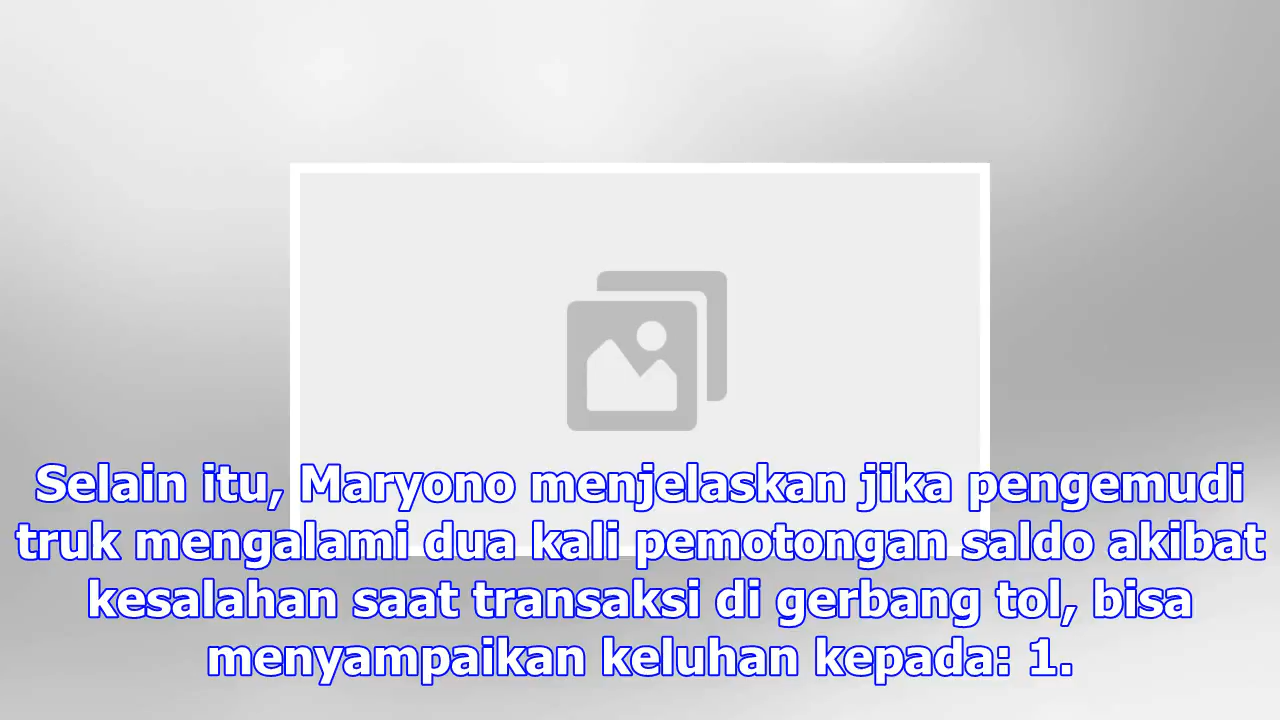 Selain itu, Maryono menjelaskan jika pengemudi
truk mengalami dua kali pemotongan saldo akibat
kesalahan saat transaksi di gerbang tol, bisa
menyampaikan keluhan kepada: 1.